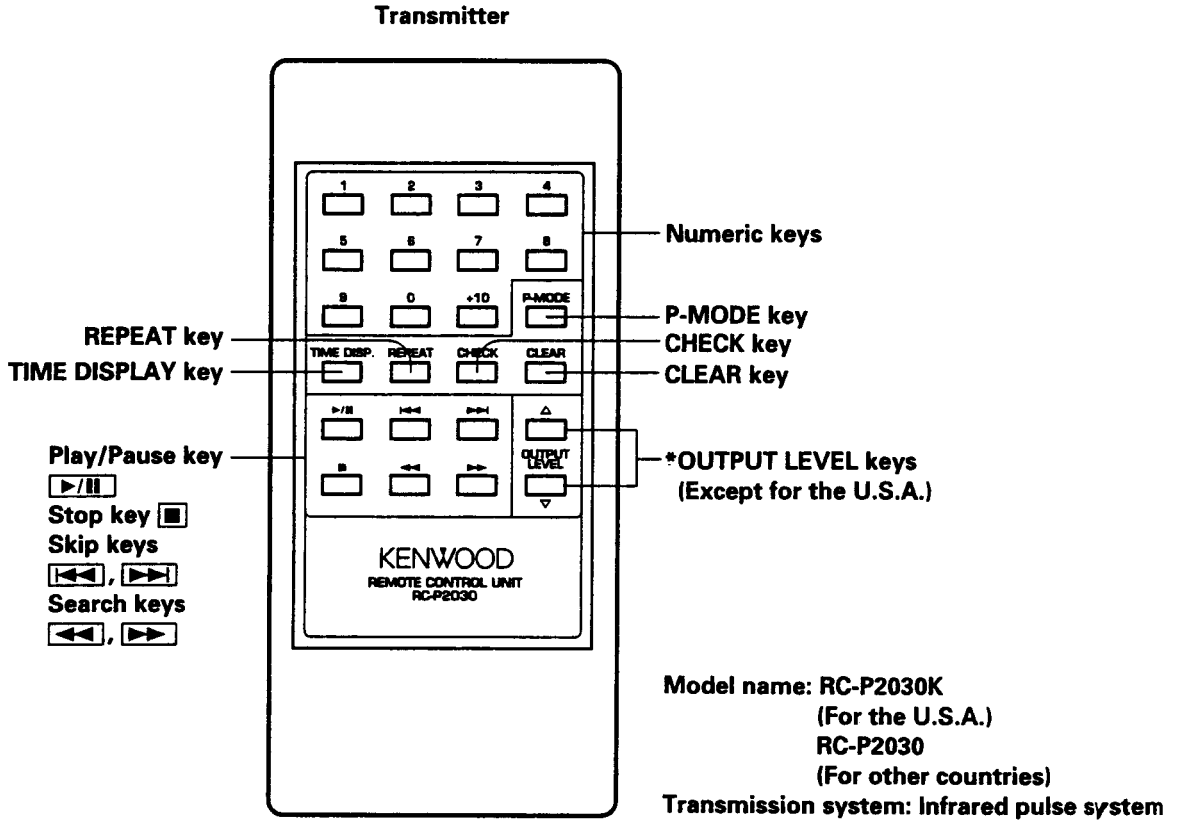 Transmitter
1 2 3 4
5 6 7 8
9 0 +10 P-MODE
TIME DISP. REPEAT CHECK CLEAR
OUTPUT
LEVEL
KENWOOD
REMOTE CONTROL UNIT
RC-P2030
REPEAT key
TIME DISPLAY key
Play/Pause key
Stop key
Skip keys
,
Search keys
,
Numeric keys
P-MODE key
CHECK key
CLEAR key
*OUTPUT LEVEL keys
(Except for the U.S.A.)
Model name: RC-P2030K
(For the U.S.A.)
RC-P2030
(For other countries)
Transmission system: Infrared pulse system